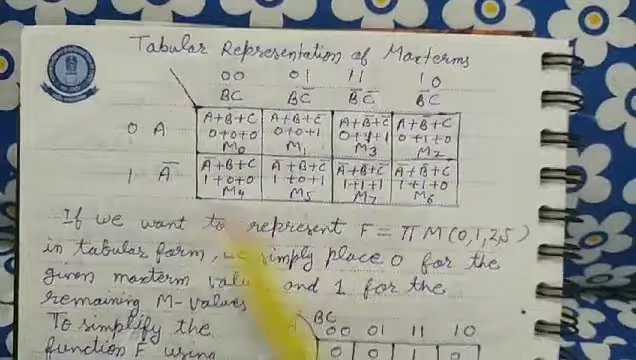 Tabular Representation of Maxterms
00 01 11 10
BC BC̅ B̅C̅ B̅C
0 A A+B+C A+B+C̅ A+B̅+C̅ A+B̅+C
0+0+0 0+0+1 0+1+1 0+1+0
M₀ M₁ M₃ M₂
1 A̅ A̅+B+C A̅+B+C̅ A̅+B̅+C̅ A̅+B̅+C
1+0+0 1+0+1 1+1+1 1+1+0
M₄ M₅ M₇ M₆
If we want to represent F = πM(0,1,2,5)
in tabular form, we simply place 0 for the
given maxterm value and 1 for the
remaining M-values
To simplify the
A BC 00 01 11 10
function F using
0 0 1 0